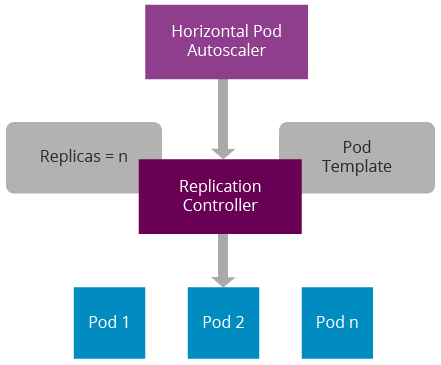 Horizontal Pod
Autoscaler
Replicas = n
Pod
Template
Replication
Controller
Pod 1
Pod 2
Pod n